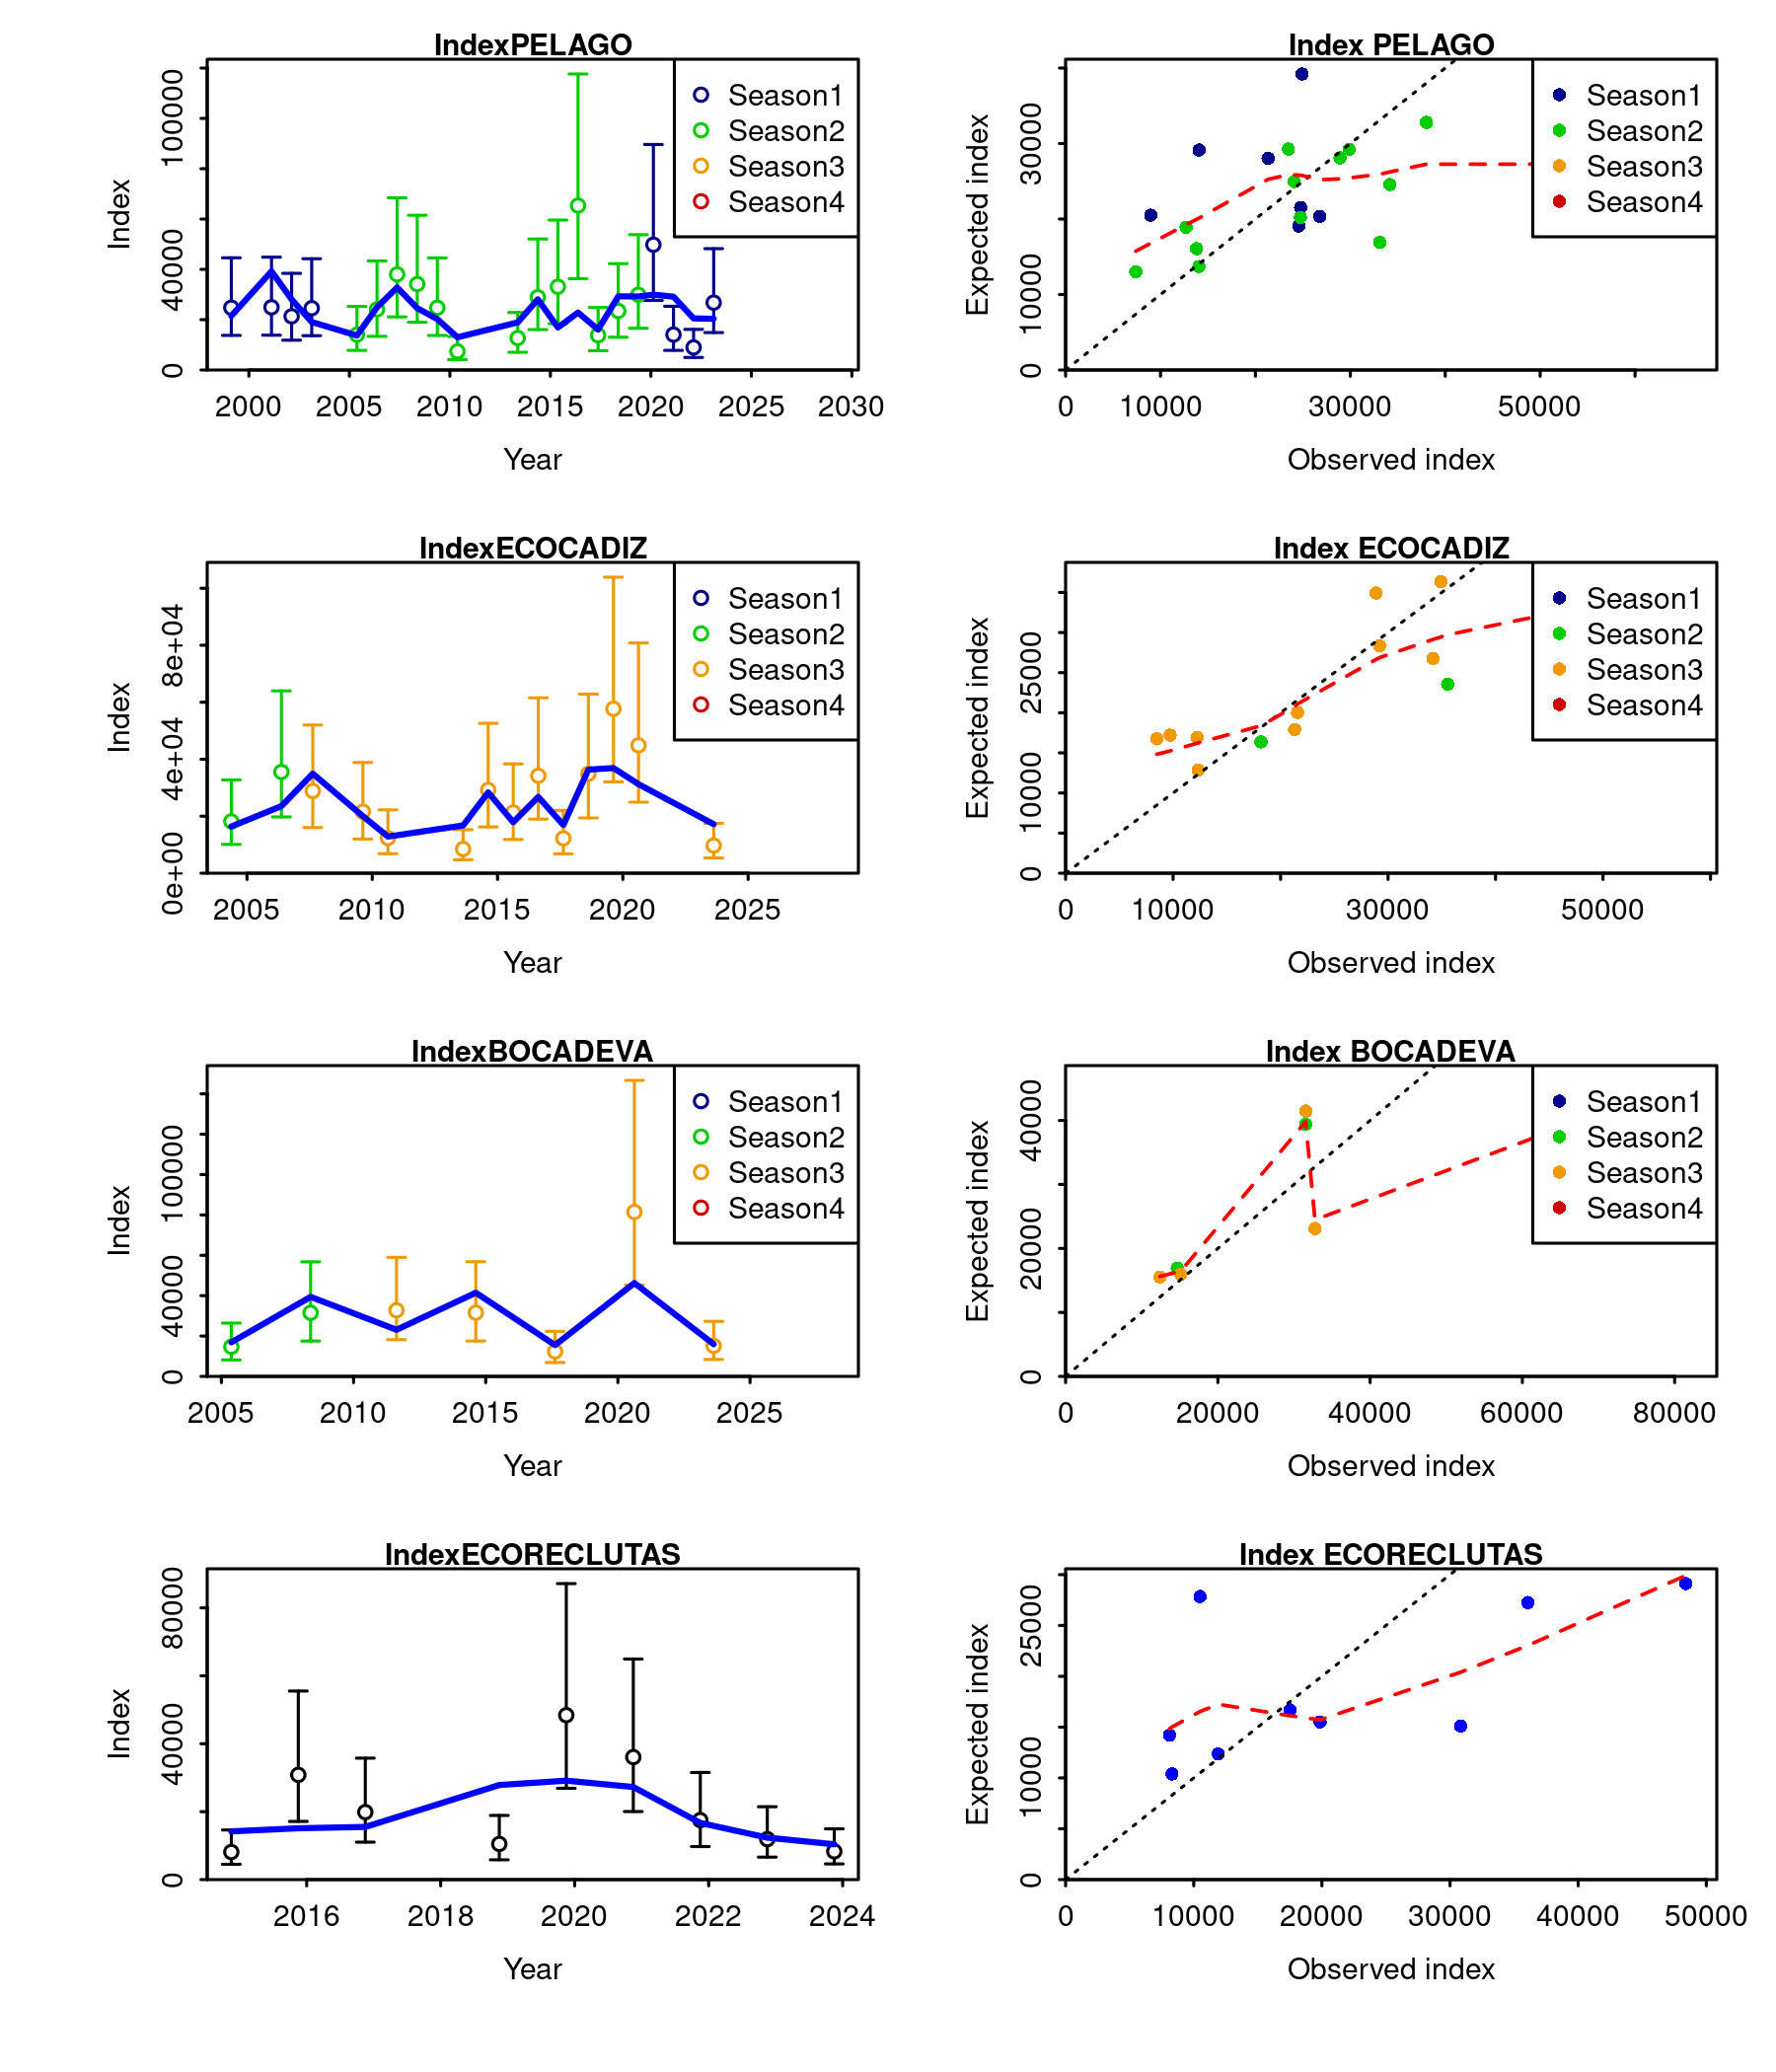 IndexPELAGO
Index
0
40000
100000
2000 2005 2010 2015 2020 2025 2030
Year
Season1
Season2
Season3
Season4
Index PELAGO
Expected index
0
10000
30000
0 10000 30000 50000
Observed index
Season1
Season2
Season3
Season4
IndexECOCADIZ
Index
0e+00
4e+04
8e+04
2005 2010 2015 2020 2025
Year
Season1
Season2
Season3
Season4
Index ECOCADIZ
Expected index
0
10000
25000
0 10000 30000 50000
Observed index
Season1
Season2
Season3
Season4
IndexBOCADEVA
Index
0
40000
100000
2005 2010 2015 2020 2025
Year
Season1
Season2
Season3
Season4
Index BOCADEVA
Expected index
0
20000
40000
0 20000 40000 60000 80000
Observed index
Season1
Season2
Season3
Season4
IndexECORECLUTAS
Index
0
40000
80000
2016 2018 2020 2022 2024
Year
Index ECORECLUTAS
Expected index
0
10000
25000
0 10000 20000 30000 40000 50000
Observed index